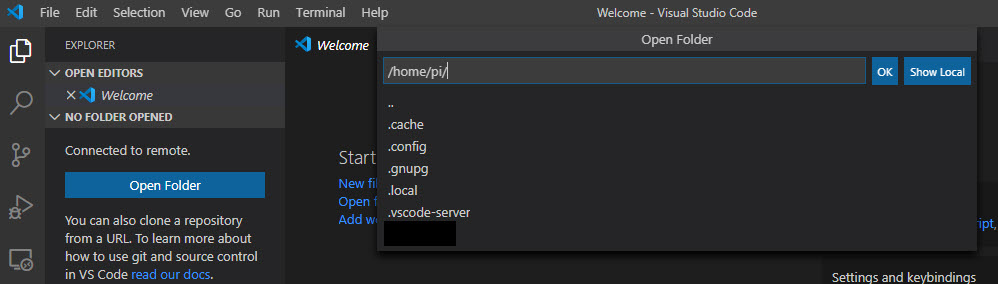 File Edit Selection View Go Run Terminal Help Welcome - Visual Studio Code
EXPLORER
OPEN EDITORS
Welcome
NO FOLDER OPENED
Connected to remote.
Open Folder
You can also clone a repository
from a URL. To learn more about
how to use git and source control
in VS Code read our docs.
Welcome
Open Folder
/home/pi/
OK
Show Local
..
.cache
.config
.gnupg
.local
.vscode-server
Start
New fil
Open f
Add wo
ript,
Settings and keybindings